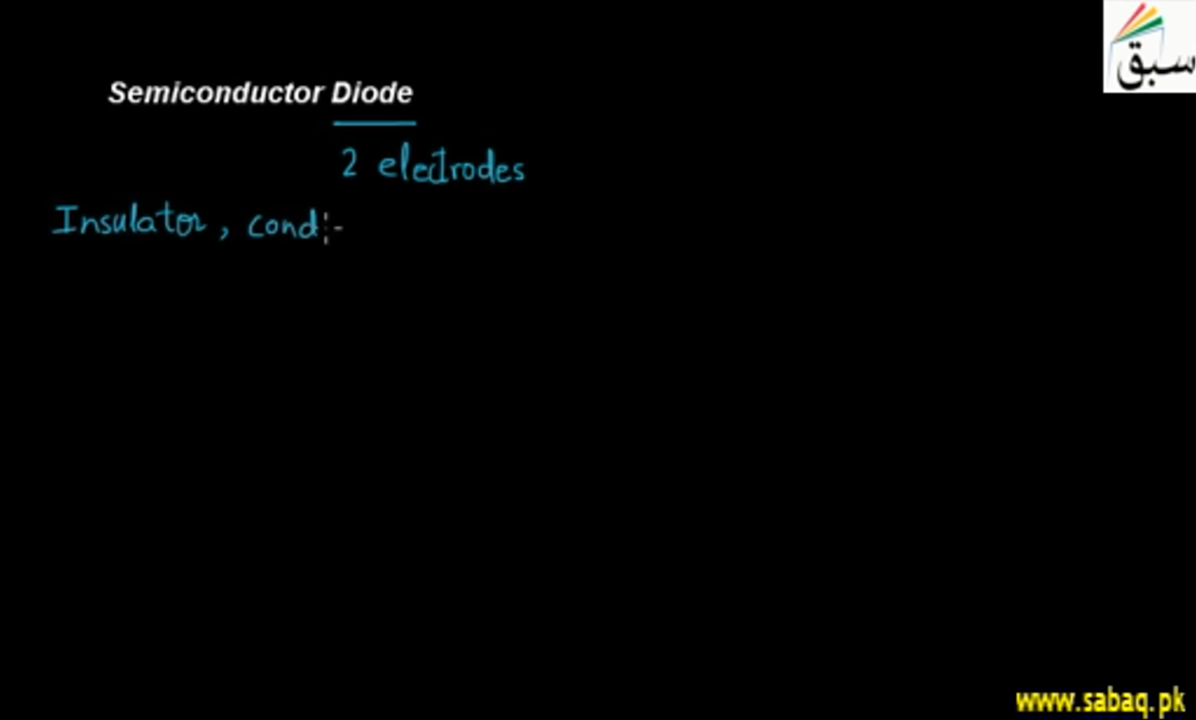 سبق
Semiconductor Diode
2 electrodes
Insulator, cond
www.sabaq.pk